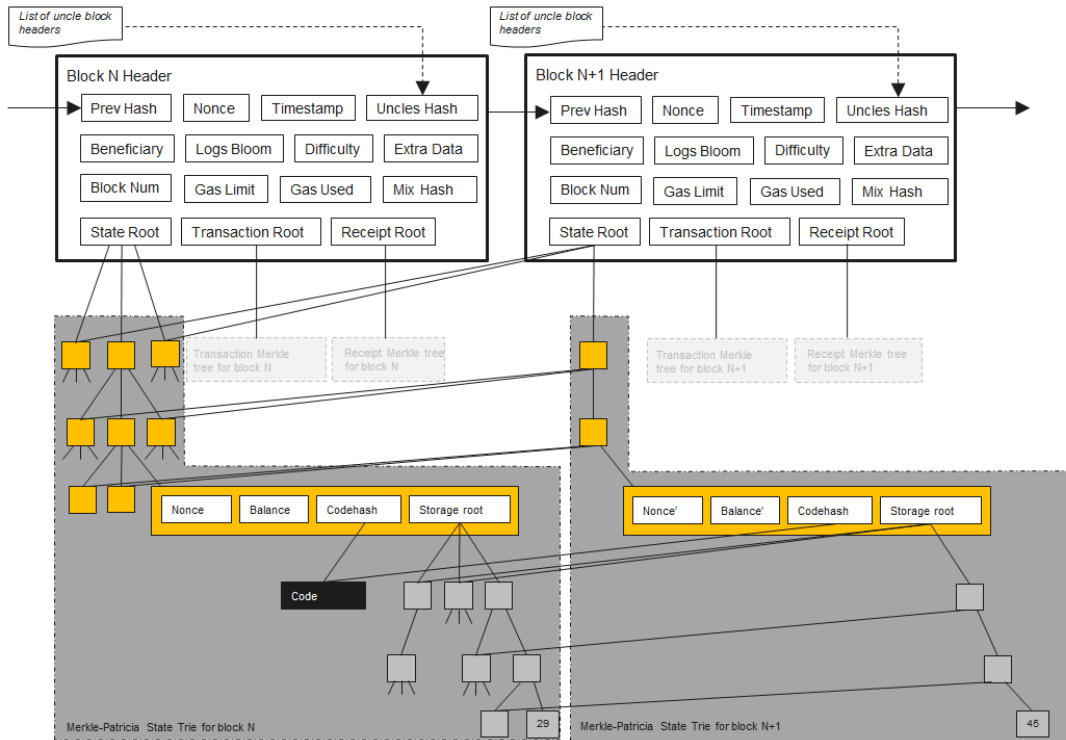 List of uncle block
headers
List of uncle block
headers
Block N Header
Prev Hash
Nonce
Timestamp
Uncles Hash
Beneficiary
Logs Bloom
Difficulty
Extra Data
Block Num
Gas Limit
Gas Used
Mix Hash
State Root
Transaction Root
Receipt Root
Block N+1 Header
Prev Hash
Nonce
Timestamp
Uncles Hash
Beneficiary
Logs Bloom
Difficulty
Extra Data
Block Num
Gas Limit
Gas Used
Mix Hash
State Root
Transaction Root
Receipt Root
Transaction Merkle
tree for block N
Receipt Merkle tree
for block N
Transaction Merkle
tree for block N+1
Receipt Merkle tree
for block N+1
Nonce
Balance
Codehash
Storage root
Nonce'
Balance'
Codehash
Storage root
Code
29
Merkle-Patricia State Trie for block N
45
Merkle-Patricia State Trie for block N+1